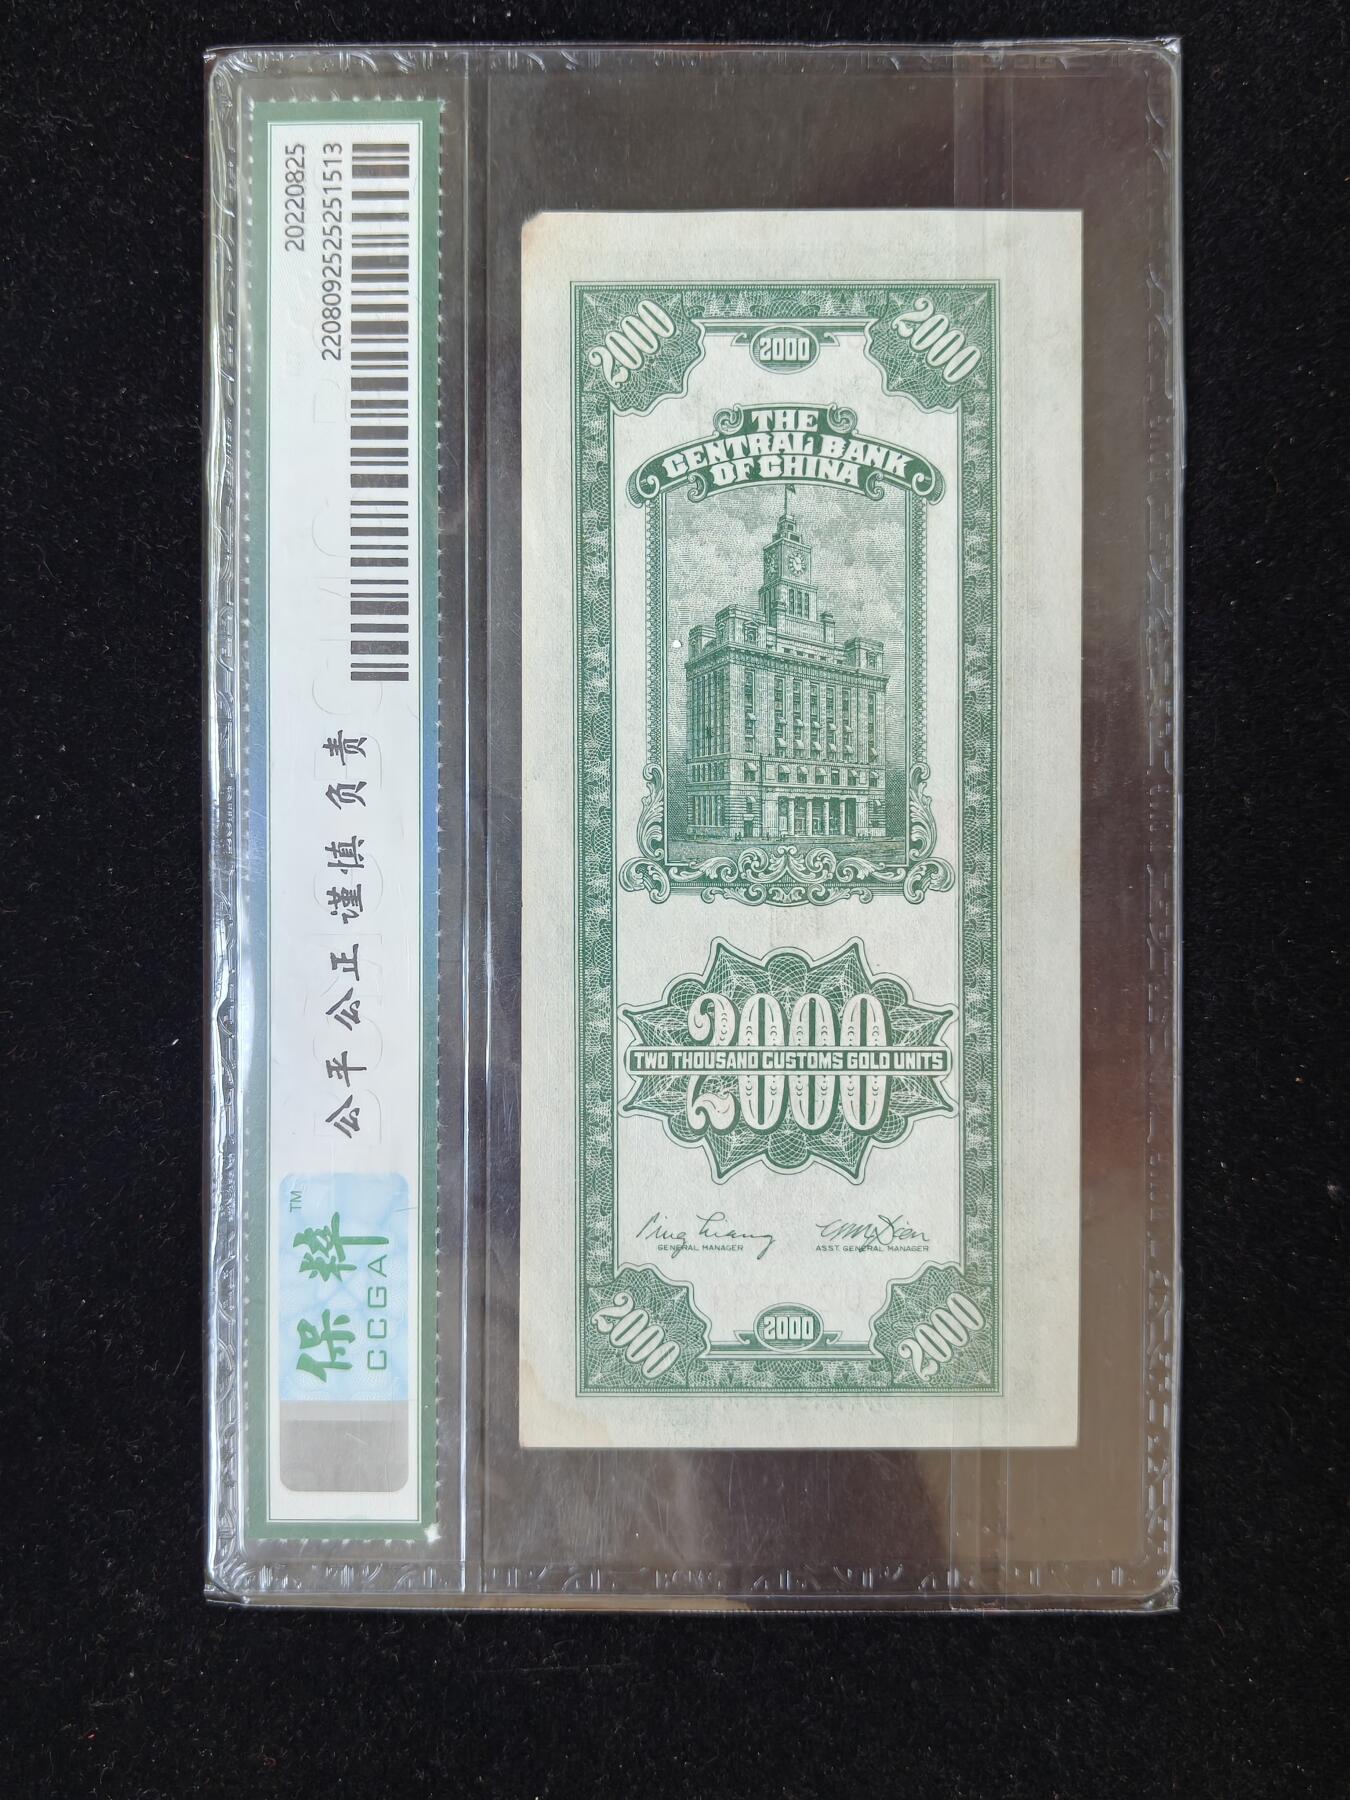 20220825
2208092525251513
公平公正 谨慎负责
保粹
TM
CCGA
2000
2000
2000
THE
CENTRAL BANK
OF CHINA
2000
TWO THOUSAND CUSTOMS GOLD UNITS
GENERAL MANAGER
ASST. GENERAL MANAGER
2000
2000
2000